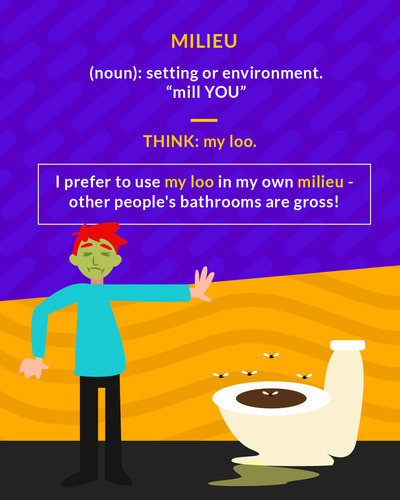 MILIEU
(noun): setting or environment.
“mill YOU”
THINK: my loo.
I prefer to use my loo in my own milieu -
other people's bathrooms are gross!